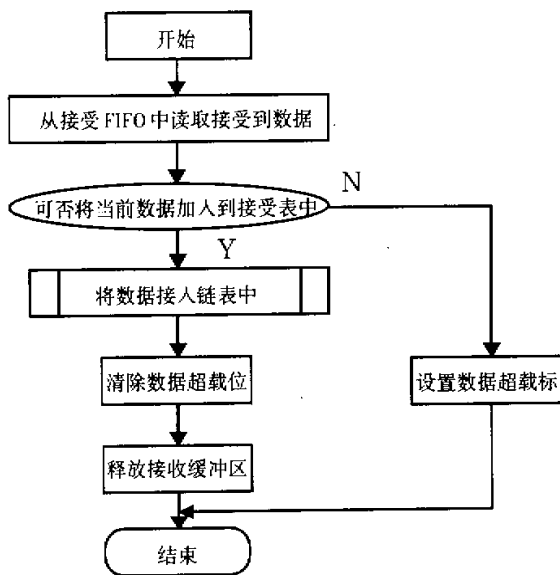 开始
从接受FIFO中读取接受到数据
N
可否将当前数据加入到接受表中
Y
将数据接入链表中
清除数据超载位
设置数据超载标
释放接收缓冲区
结束